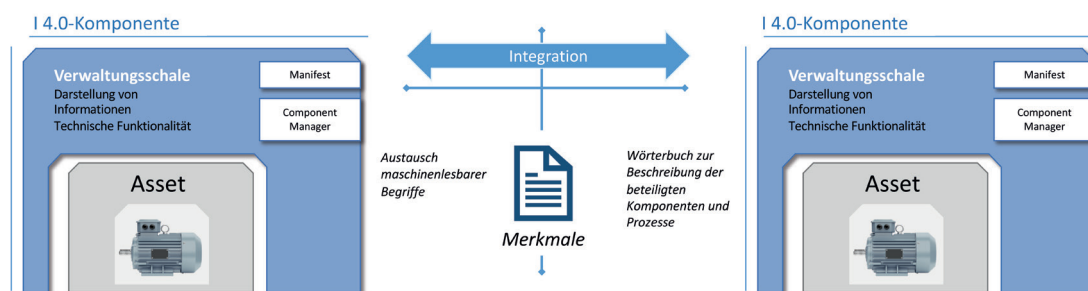 I 4.0-Komponente
Verwaltungsschale
Darstellung von
Informationen
Technische Funktionalität
Manifest
Component
Manager
Asset
Integration
Austausch
maschinenlesbarer
Begriffe
Merkmale
Wörterbuch zur
Beschreibung der
beteiligten
Komponenten und
Prozesse
I 4.0-Komponente
Verwaltungsschale
Darstellung von
Informationen
Technische Funktionalität
Manifest
Component
Manager
Asset